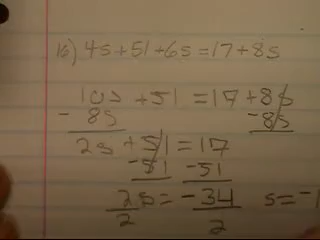 16) 4s+51+6s=17+8s
10s +51 = 17+8s
-8s -8s
2s + 51 = 17
-51 -51
2s = -34 s=-1
2 2